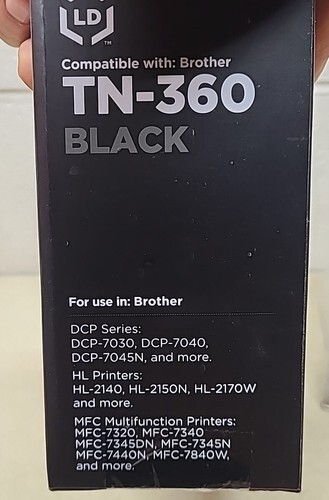 LD™
Compatible with: Brother
TN-360
BLACK
For use in: Brother
DCP Series:
DCP-7030, DCP-7040,
DCP-7045N, and more.
HL Printers:
HL-2140, HL-2150N, HL-2170W
and more.
MFC Multifunction Printers:
MFC-7320, MFC-7340
MFC-7345DN, MFC-7345N
MFC-7440N, MFC-7840W,
and more.